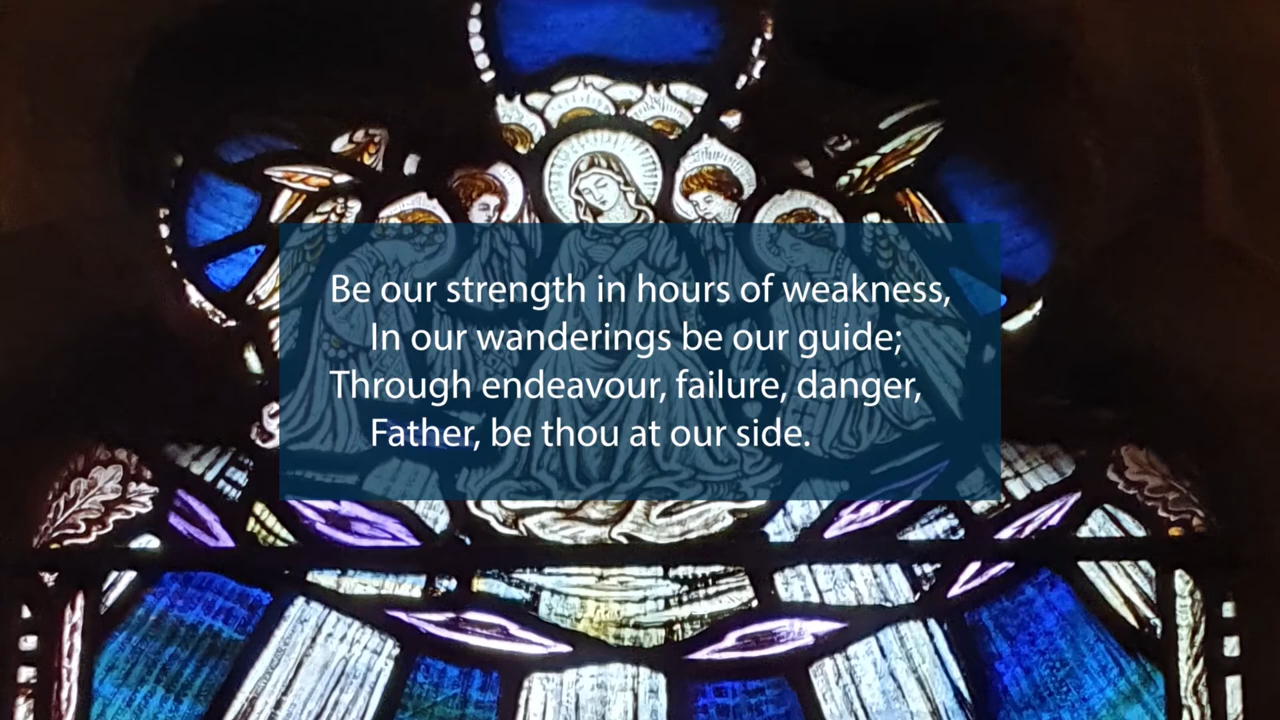 Be our strength in hours of weakness,
In our wanderings be our guide;
Through endeavour, failure, danger,
Father, be thou at our side.